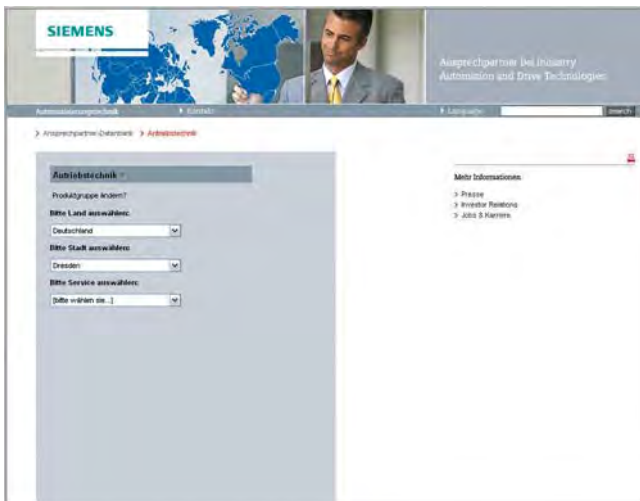 SIEMENS
Ansprechpartner bei Industry
Automation and Drive Technologies
Automatisierungstechnik
Kontakt
Language
Search
> Ansprechpartner-Datenbank > Antriebstechnik
Antriebstechnik
Produktgruppe ändern?
Bitte Land auswählen:
Deutschland
Bitte Stadt auswählen:
Dresden
Bitte Service auswählen:
[bitte wählen sie...]
Mehr Informationen
> Presse
> Investor Relations
> Jobs & Karriere